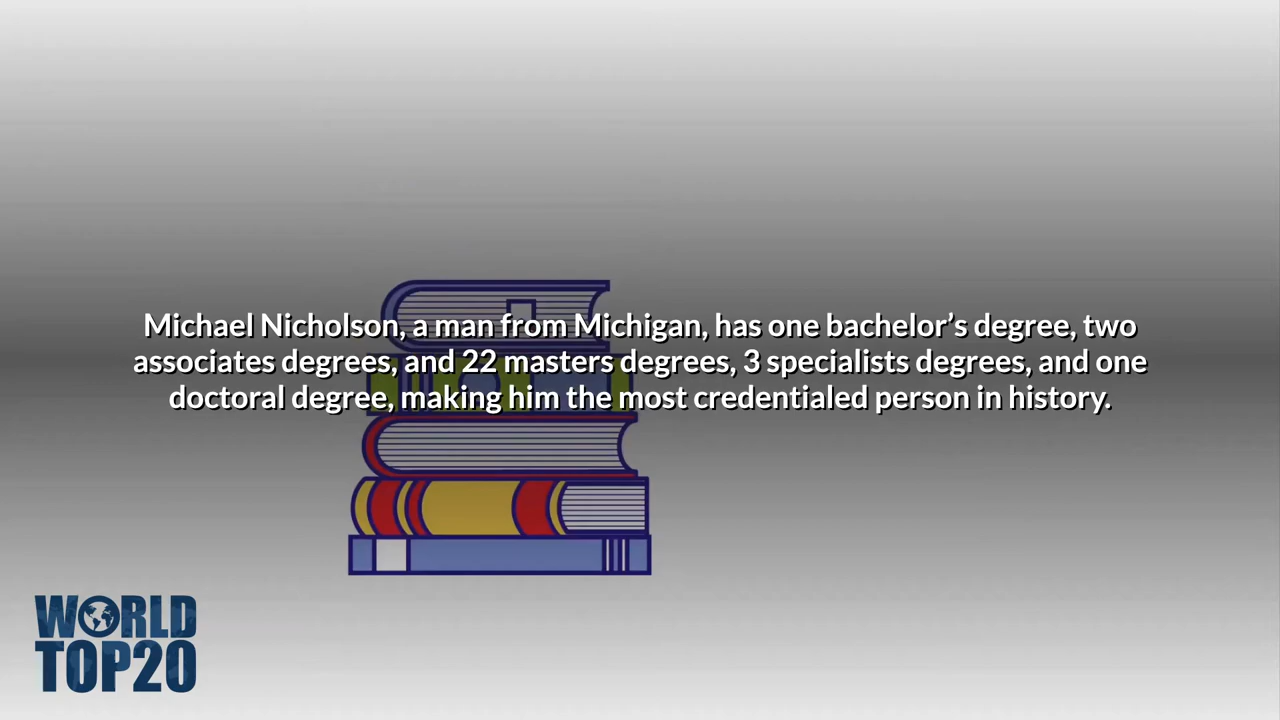 Michael Nicholson, a man from Michigan, has one bachelor’s degree, two
associates degrees, and 22 masters degrees, 3 specialists degrees, and one
doctoral degree, making him the most credentialed person in history.
WORLD
TOP20